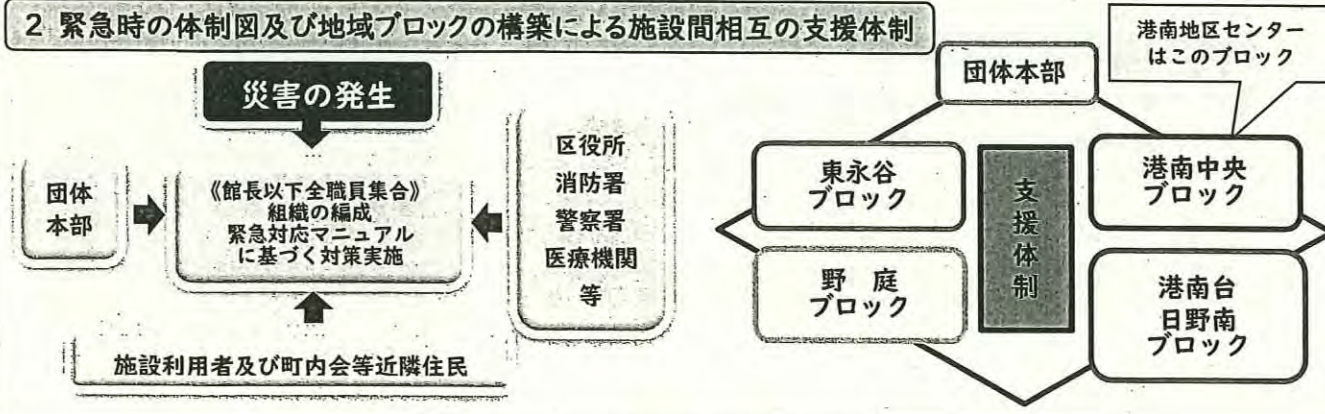 2 緊急時の体制図及び地域ブロックの構築による施設間相互の支援体制
災害の発生
団体
本部
《館長以下全職員集合》
組織の編成
緊急対応マニュアル
に基づく対策実施
区役所
消防署
警察署
医療機関
等
施設利用者及び町内会等近隣住民
港南地区センター
はこのブロック
団体本部
東永谷
ブロック
港南中央
ブロック
支援体制
野 庭
ブロック
港南台
日野南
ブロック